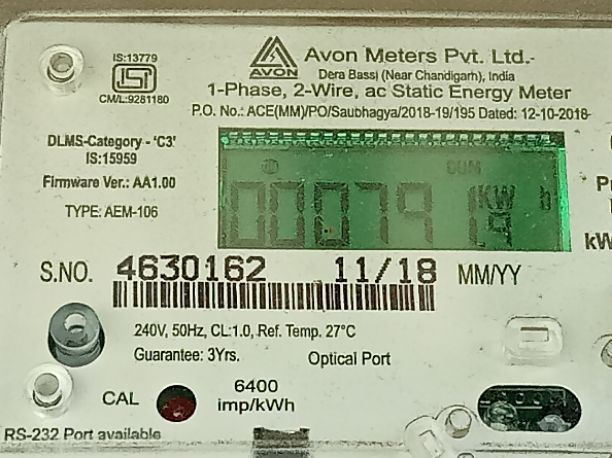 IS:13779
CM/L:9281180
AVON
Avon Meters Pvt. Ltd.
Dera Bassi (Near Chandigarh), India
1-Phase, 2-Wire, ac Static Energy Meter
P.O. No.: ACE(MM)/PO/Saubhagya/2018-19/195 Dated: 12-10-2018
DLMS-Category - 'C3'
IS:15959
Firmware Ver.: AA1.00
TYPE: AEM-106
CUM
KW h
S.NO. 4630162 11/18 MM/YY
240V, 50Hz, CL:1.0, Ref. Temp. 27°C
Guarantee: 3Yrs. Optical Port
CAL
6400
imp/kWh
RS-232 Port available